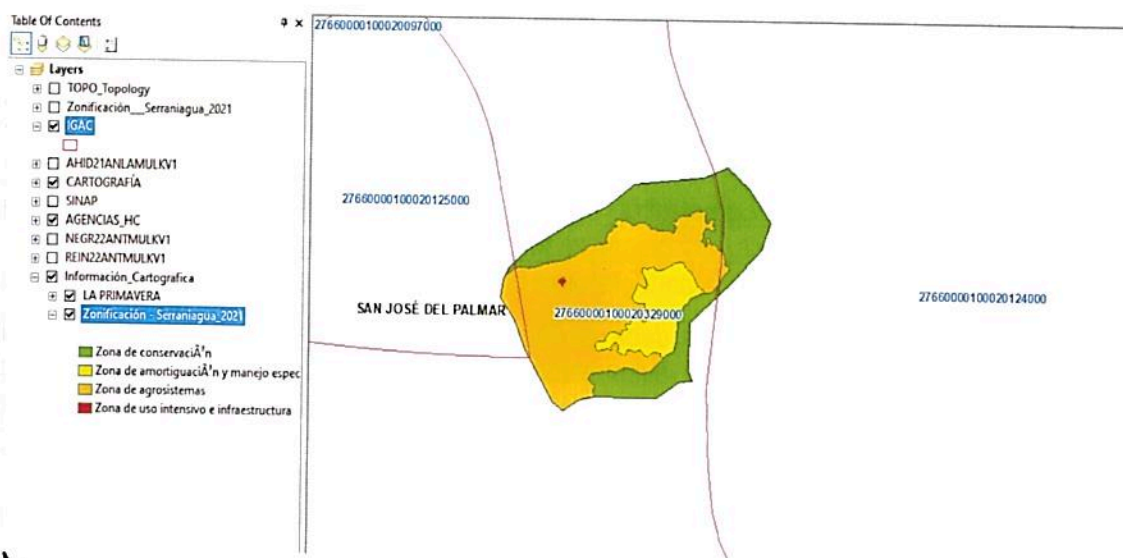 Table Of Contents
Layers
TOPO_Topology
Zonificación__Serraniagua_2021
IGAC
AHID21ANLAMULKV1
CARTOGRAFÍA
SINAP
AGENCIAS_HC
NEGR22ANTMULKV1
REIN22ANTMULKV1
Información_Cartografica
LA PRIMAVERA
Zonificación - Serraniagua_2021
Zona de conservaciÃ³n
Zona de amortiguaciÃ³n y manejo espec
Zona de agrosistemas
Zona de uso intensivo e infraestructura
27660000100020097000
27660000100020125000
SAN JOSÉ DEL PALMAR
27660000100020329000
27660000100020124000